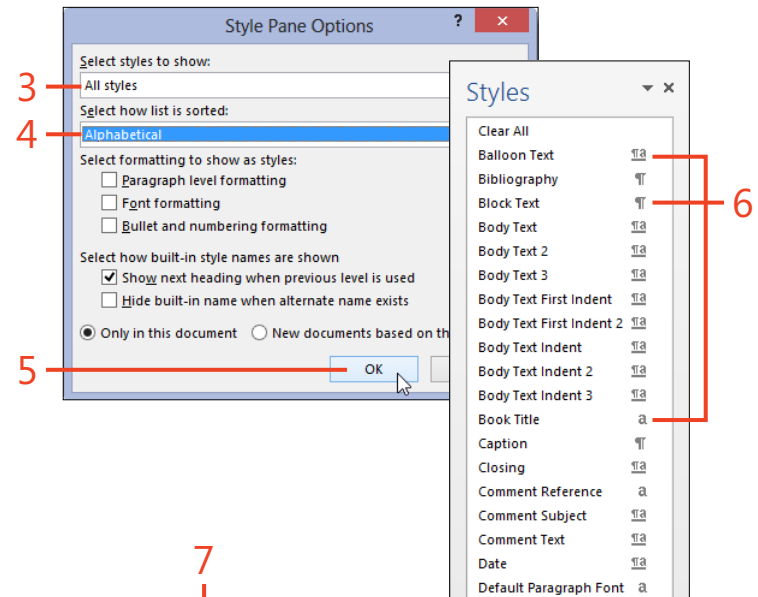 Style Pane Options
?
Select styles to show:
3
All styles
Select how list is sorted:
4
Alphabetical
Select formatting to show as styles:
Paragraph level formatting
Font formatting
Bullet and numbering formatting
Select how built-in style names are shown
Show next heading when previous level is used
Hide built-in name when alternate name exists
Only in this document New documents based on th
5
OK
Styles
Clear All
Balloon Text ¶a
Bibliography ¶
Block Text ¶
6
Body Text ¶a
Body Text 2 ¶a
Body Text 3 ¶a
Body Text First Indent ¶a
Body Text First Indent 2 ¶a
Body Text Indent ¶a
Body Text Indent 2 ¶a
Body Text Indent 3 ¶a
Book Title a
Caption ¶
Closing ¶a
Comment Reference a
Comment Subject ¶a
Comment Text ¶a
Date ¶a
Default Paragraph Font a
7